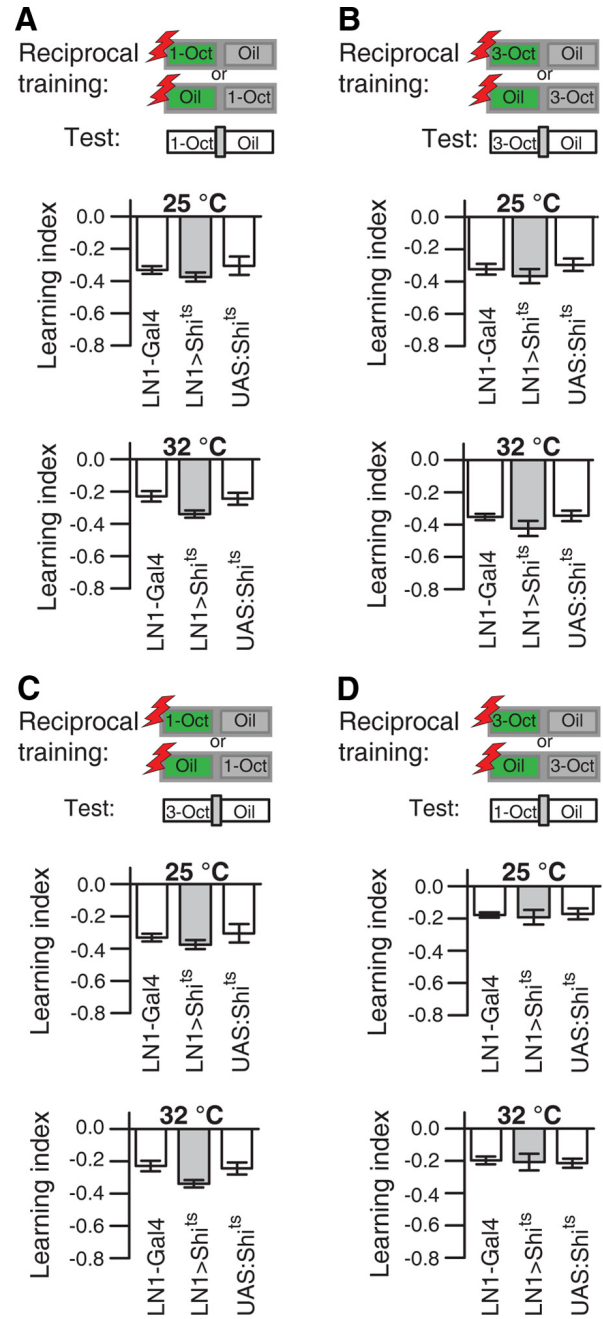 A
Reciprocal training:
1-Oct Oil
or
Oil 1-Oct
Test:
1-Oct Oil
25 °C
Learning index
0.0
-0.2
-0.4
-0.6
-0.8
LN1-Gal4
LN1>Shi^ts
UAS:Shi^ts
32 °C
Learning index
0.0
-0.2
-0.4
-0.6
-0.8
LN1-Gal4
LN1>Shi^ts
UAS:Shi^ts
B
Reciprocal training:
3-Oct Oil
or
Oil 3-Oct
Test:
3-Oct Oil
25 °C
Learning index
0.0
-0.2
-0.4
-0.6
-0.8
LN1-Gal4
LN1>Shi^ts
UAS:Shi^ts
32 °C
Learning index
0.0
-0.2
-0.4
-0.6
-0.8
LN1-Gal4
LN1>Shi^ts
UAS:Shi^ts
C
Reciprocal training:
1-Oct Oil
or
Oil 1-Oct
Test:
3-Oct Oil
25 °C
Learning index
0.0
-0.2
-0.4
-0.6
-0.8
LN1-Gal4
LN1>Shi^ts
UAS:Shi^ts
32 °C
Learning index
0.0
-0.2
-0.4
-0.6
-0.8
LN1-Gal4
LN1>Shi^ts
UAS:Shi^ts
D
Reciprocal training:
3-Oct Oil
or
Oil 3-Oct
Test:
1-Oct Oil
25 °C
Learning index
0.0
-0.2
-0.4
-0.6
-0.8
LN1-Gal4
LN1>Shi^ts
UAS:Shi^ts
32 °C
Learning index
0.0
-0.2
-0.4
-0.6
-0.8
LN1-Gal4
LN1>Shi^ts
UAS:Shi^ts